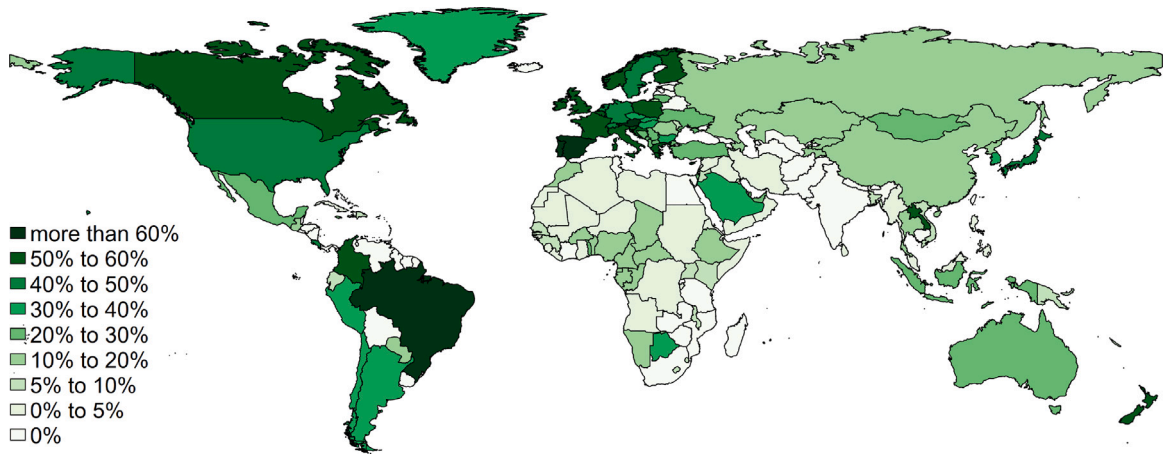 more than 60%
50% to 60%
40% to 50%
30% to 40%
20% to 30%
10% to 20%
5% to 10%
0% to 5%
0%